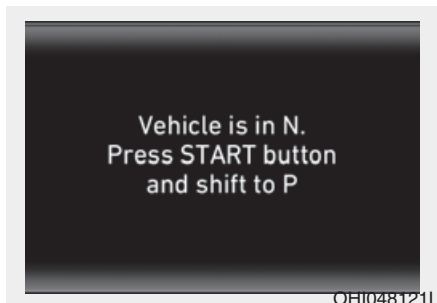 Vehicle is in N.
Press START button
and shift to P
OHI048121L